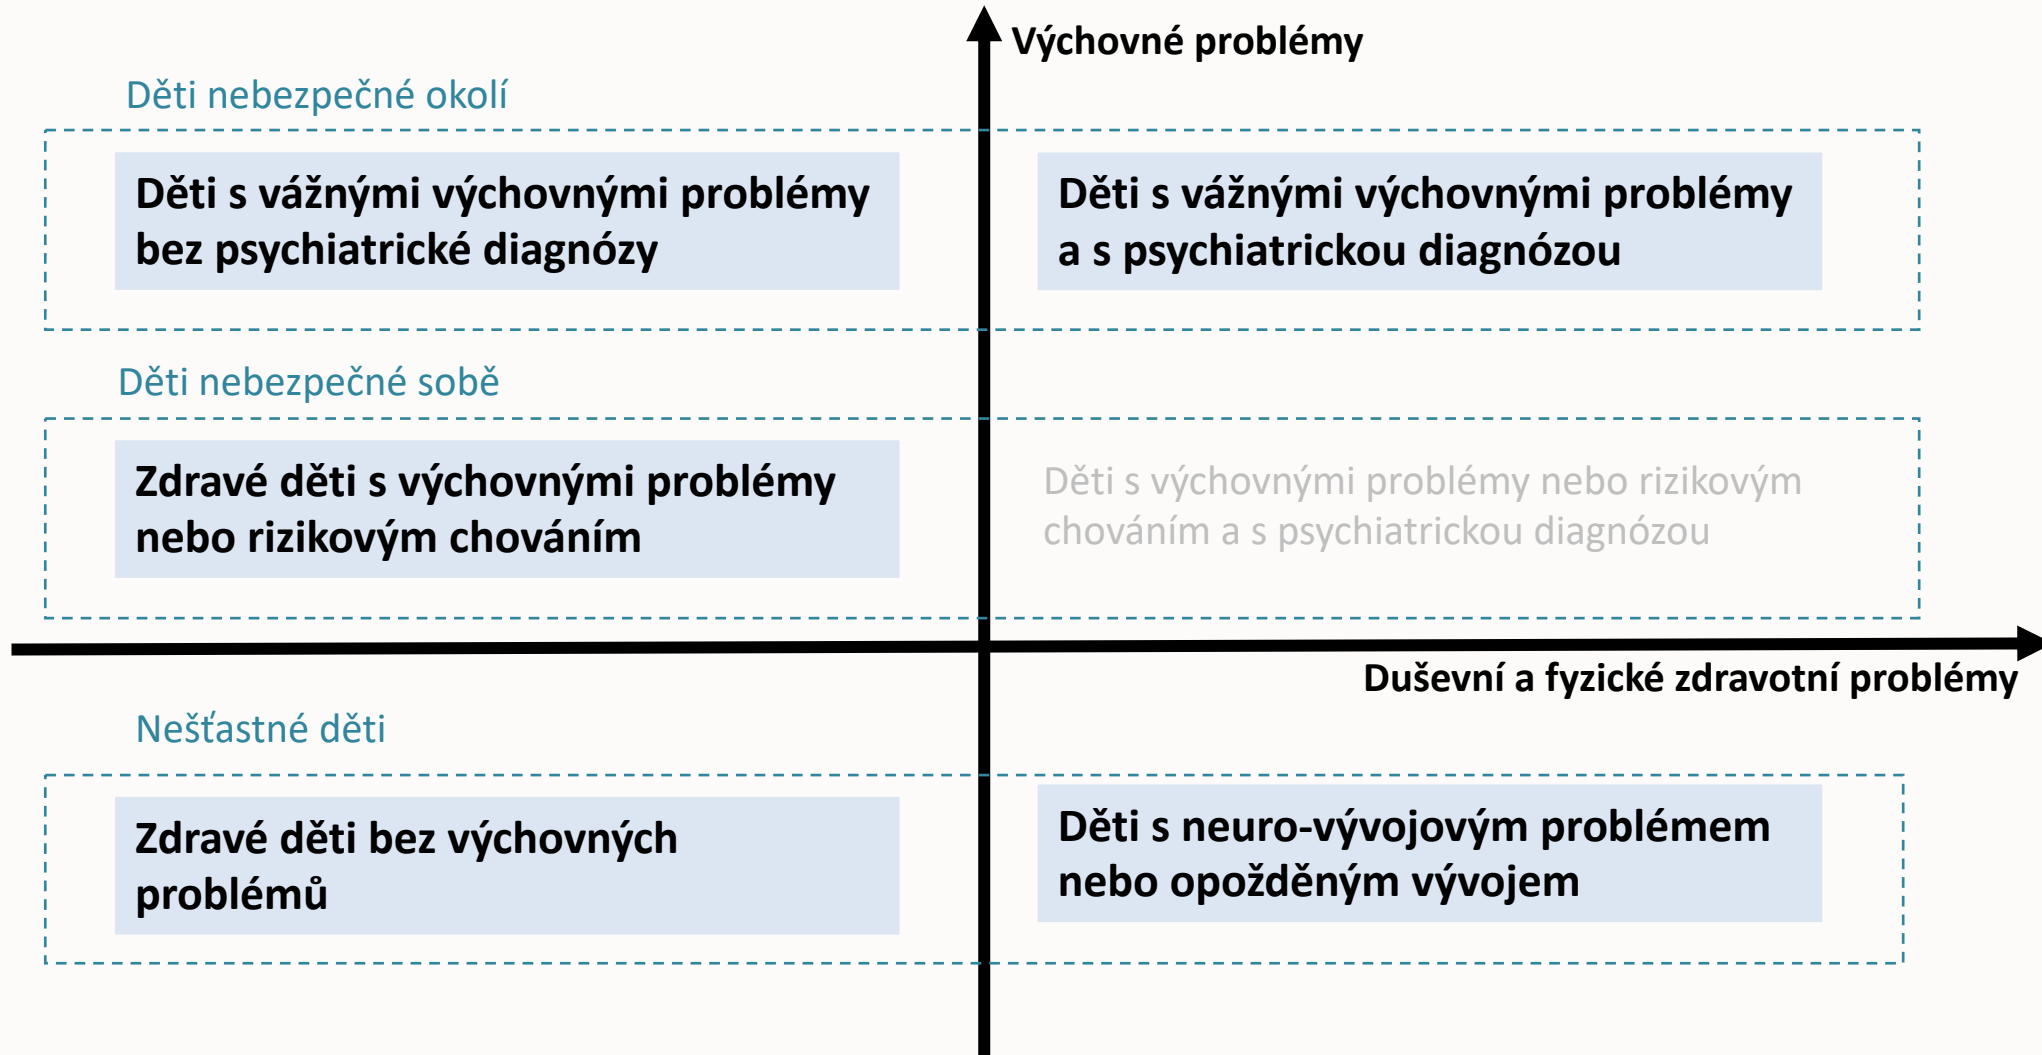 Výchovné problémy
Děti nebezpečné okolí
Děti s vážnými výchovnými problémy
bez psychiatrické diagnózy
Děti s vážnými výchovnými problémy
a s psychiatrickou diagnózou
Děti nebezpečné sobě
Zdravé děti s výchovnými problémy
nebo rizikovým chováním
Děti s výchovnými problémy nebo rizikovým
chováním a s psychiatrickou diagnózou
Duševní a fyzické zdravotní problémy
Nešťastné děti
Zdravé děti bez výchovných
problémů
Děti s neuro-vývojovým problémem
nebo opožděným vývojem